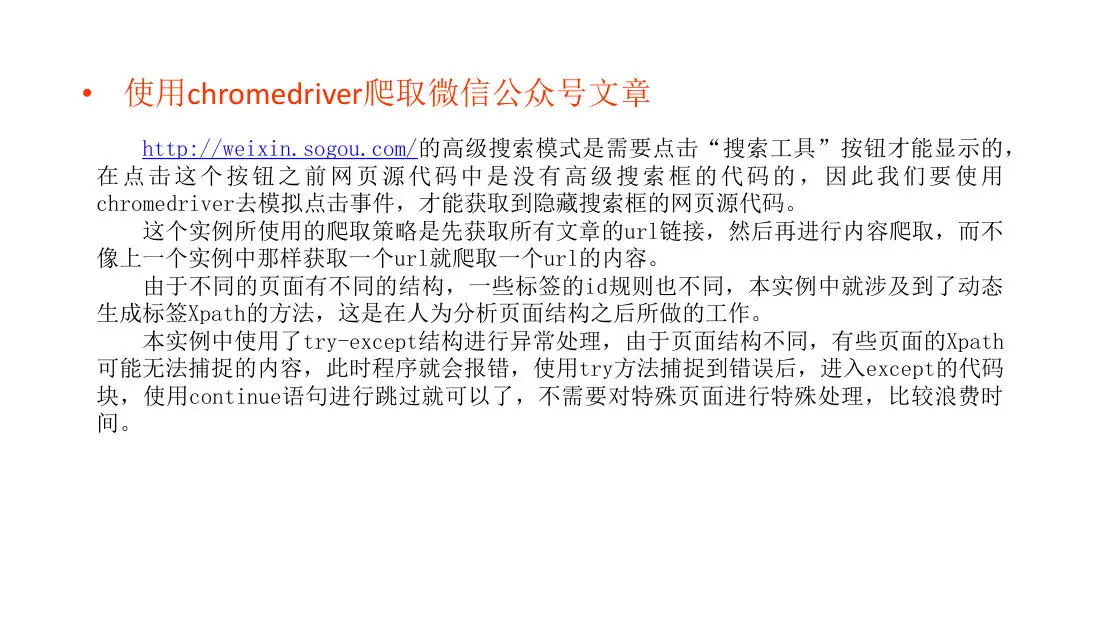 • 使用chromedriver爬取微信公众号文章
http://weixin.sogou.com/的高级搜索模式是需要点击“搜索工具”按钮才能显示的，
在点击这个按钮之前网页源代码中是没有高级搜索框的代码的，因此我们要使用
chromedriver去模拟点击事件，才能获取到隐藏搜索框的网页源代码。
这个实例所使用的爬取策略是先获取所有文章的url链接，然后再进行内容爬取，而不
像上一个实例中那样获取一个url就爬取一个url的内容。
由于不同的页面有不同的结构，一些标签的id规则也不同，本实例中就涉及到了动态
生成标签Xpath的方法，这是在人为分析页面结构之后所做的工作。
本实例中使用了try-except结构进行异常处理，由于页面结构不同，有些页面的Xpath
可能无法捕捉的内容，此时程序就会报错，使用try方法捕捉到错误后，进入except的代码
块，使用continue语句进行跳过就可以了，不需要对特殊页面进行特殊处理，比较浪费时
间。